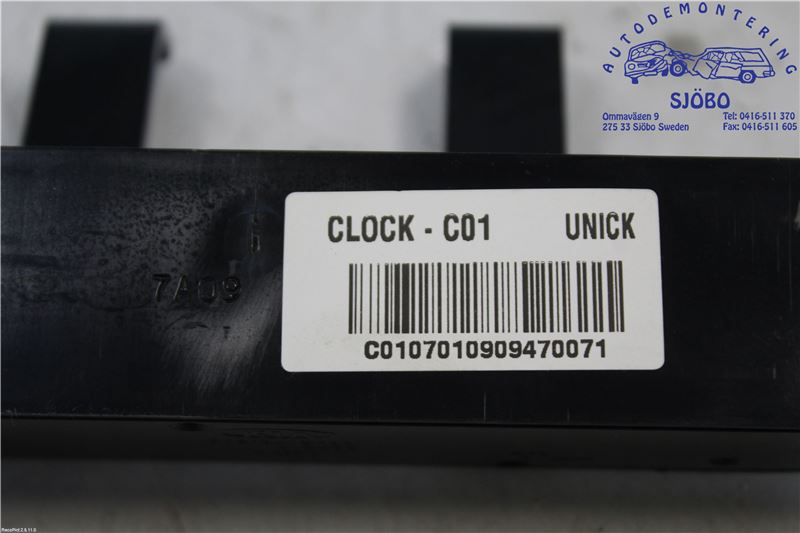 AUTODEMONTERING
SJÖBO
Ommavägen 9 Tel: 0416-511 370
275 33 Sjöbo Sweden Fax: 0416-511 605
CLOCK - C01 UNICK
7A09
C0107010909470071